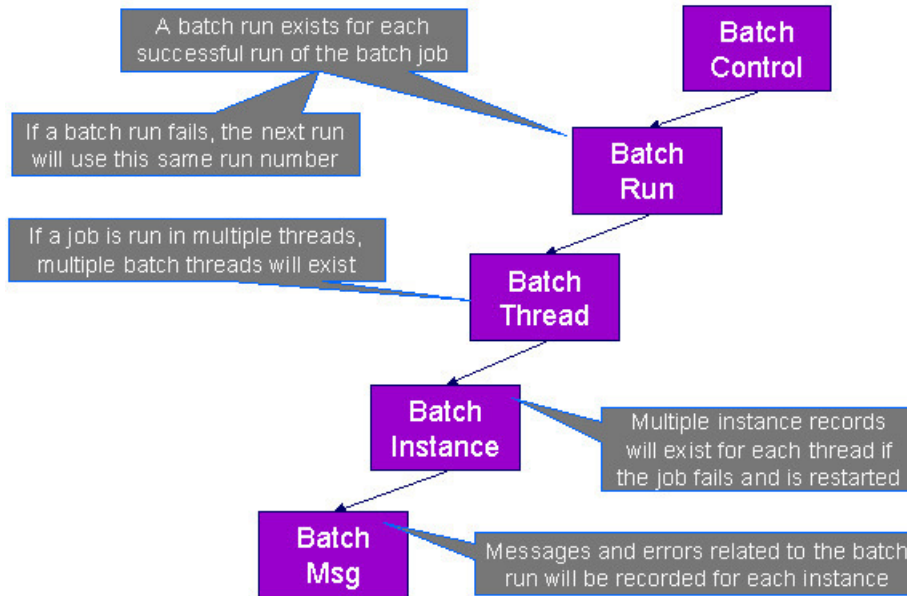 A batch run exists for each
successful run of the batch job
Batch
Control
If a batch run fails, the next run
will use this same run number
Batch
Run
If a job is run in multiple threads,
multiple batch threads will exist
Batch
Thread
Batch
Instance
Multiple instance records
will exist for each thread if
the job fails and is restarted
Batch
Msg
Messages and errors related to the batch
run will be recorded for each instance